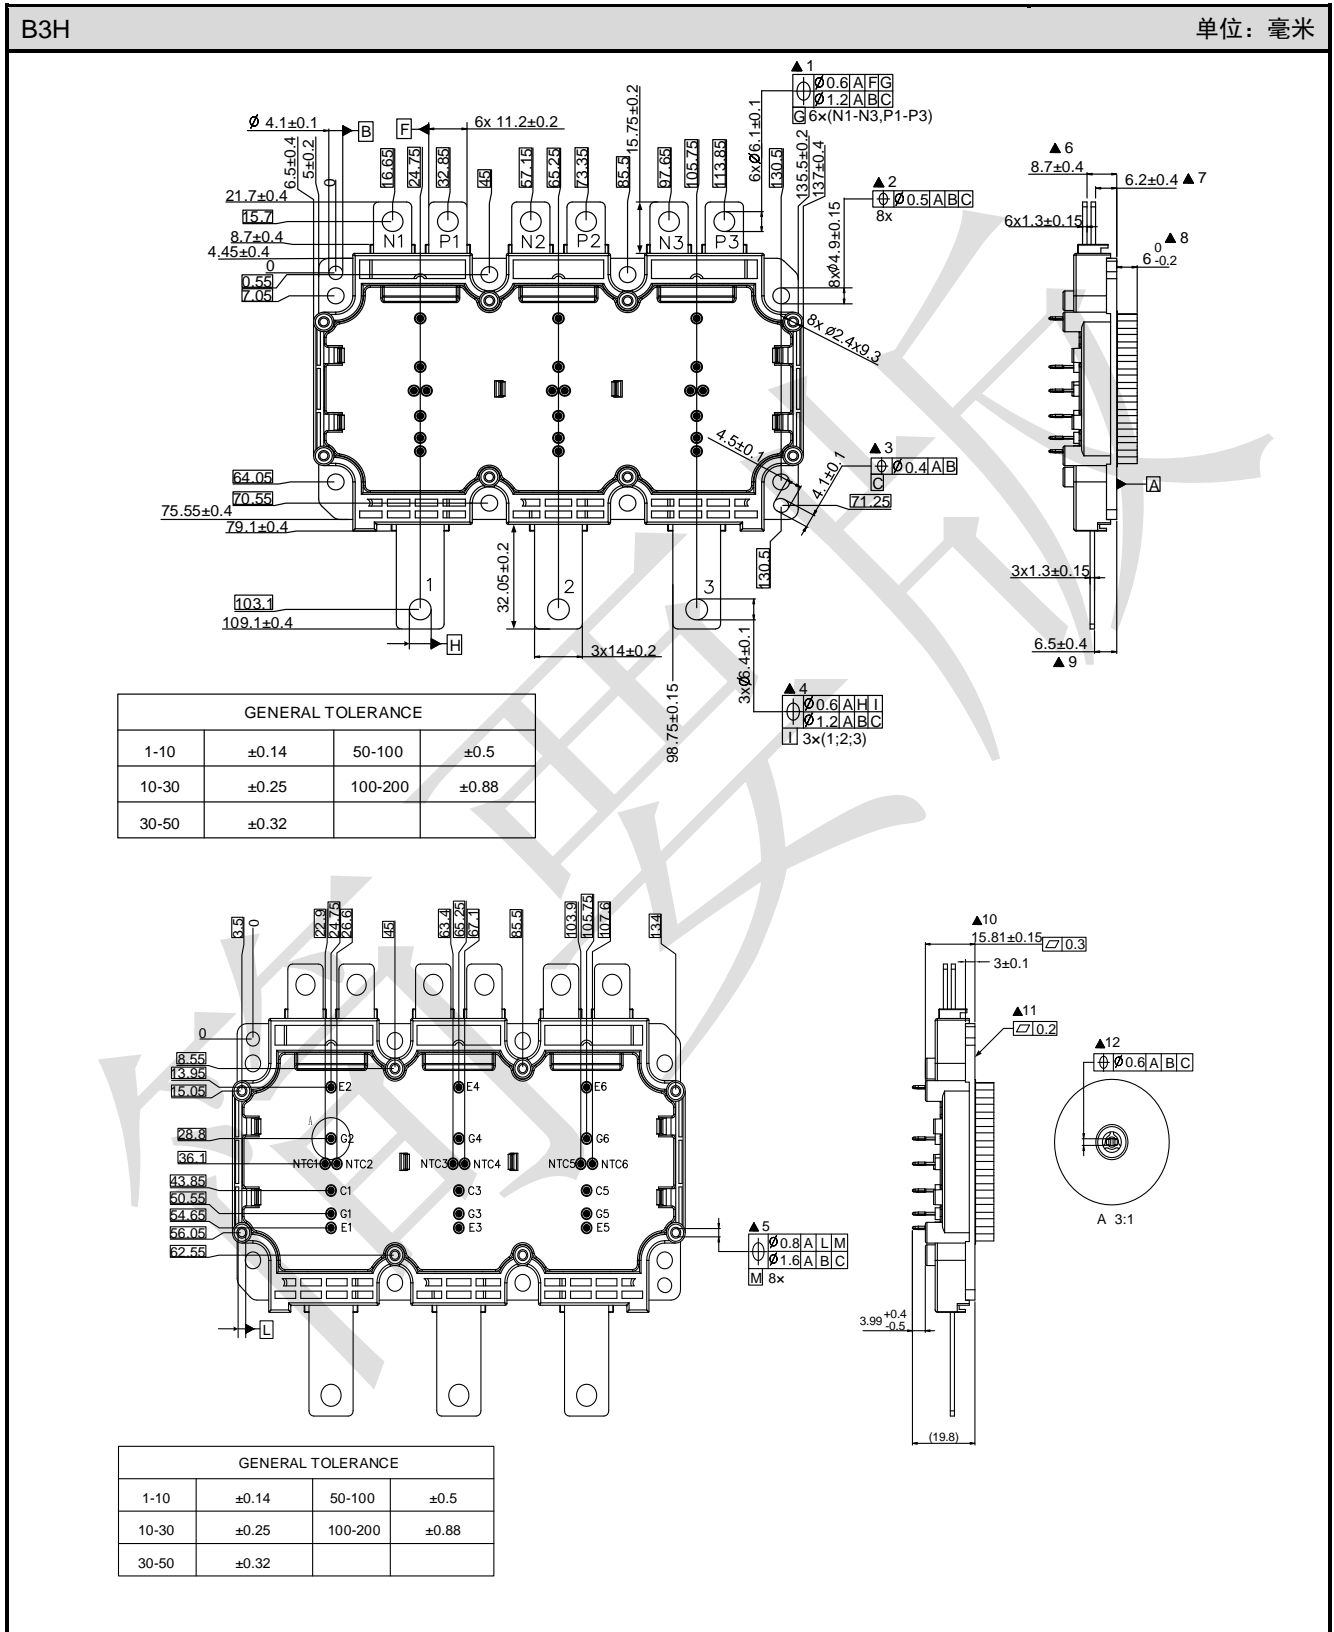 B3H 单位：毫米
▲1
Ø0.6 A F G
Ø1.2 A B C
G 6×(N1-N3,P1-P3)
Ø 4.1±0.1 B
F 6x 11.2±0.2
15.75±0.2
6xØ6.1±0.1
6.5±0.4
5±0.2
0
16.65
24.75
32.85
45
57.15
65.25
73.35
85.5
97.65
105.75
113.85
130.5
135.5±0.2
137±0.4
▲2
Ø0.5 A B C
8x
8xØ4.9±0.15
21.7±0.4
15.7
8.7±0.4
4.45±0.4
0
0.55
7.05
N1 P1 N2 P2 N3 P3
8x Ø2.4x9.3
▲6
8.7±0.4
6.2±0.4 ▲7
6x1.3±0.15
▲8
6 0 -0.2
4.5±0.1
4.1±0.1
▲3
Ø0.4 A B
C
71.25
130.5
64.05
70.55
75.55±0.4
79.1±0.4
A
32.05±0.2
1 2 3
103.1
109.1±0.4
H
3x14±0.2
98.75±0.15
3xØ6.4±0.1
3x1.3±0.15
6.5±0.4
▲9
▲4
Ø0.6 A H I
Ø1.2 A B C
I 3×(1;2;3)
GENERAL TOLERANCE
1-10 ±0.14 50-100 ±0.5
10-30 ±0.25 100-200 ±0.88
30-50 ±0.32
3.5
0
22.9
24.75
26.6
45
63.4
65.25
67.1
85.5
103.9
105.75
107.6
134
0
8.55
13.95
15.05
28.8
36.1
43.85
50.55
54.65
56.05
62.55
E2 E4 E6
A
G2 G4 G6
NTC1 NTC2 NTC3 NTC4 NTC5 NTC6
C1 C3 C5
G1 G3 G5
E1 E3 E5
L
▲5
Ø0.8 A L M
Ø1.6 A B C
M 8×
▲10
15.81±0.15 0.3
3±0.1
▲11
0.2
▲12
Ø0.6 A B C
A 3:1
3.99 +0.4 -0.5
(19.8)
GENERAL TOLERANCE
1-10 ±0.14 50-100 ±0.5
10-30 ±0.25 100-200 ±0.88
30-50 ±0.32